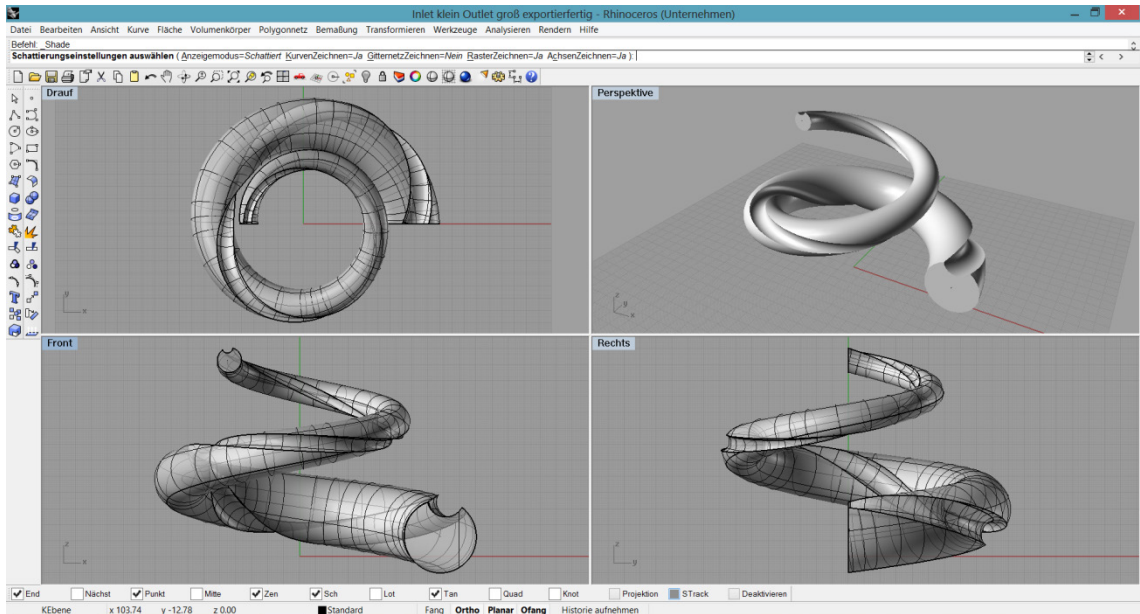 Inlet klein Outlet groß exportierfertig - Rhinoceros (Unternehmen)
Datei Bearbeiten Ansicht Kurve Fläche Volumenkörper Polygonnetz Bemaßung Transformieren Werkzeuge Analysieren Rendern Hilfe
Befehl: _Shade
Schattierungseinstellungen auswählen ( Anzeigemodus=Schattiert KurvenZeichnen=Ja GitternetzZeichnen=Nein RasterZeichnen=Ja AchsenZeichnen=Ja ):
Drauf
Perspektive
y
x
z
y
x
Front
Rechts
z
x
z
y
End Nächst Punkt Mitte Zen Sch Lot Tan Quad Knot Projektion STrack Deaktivieren
KEbene x 103.74 y -12.78 z 0.00 Standard Fang Ortho Planar Ofang Historie aufnehmen